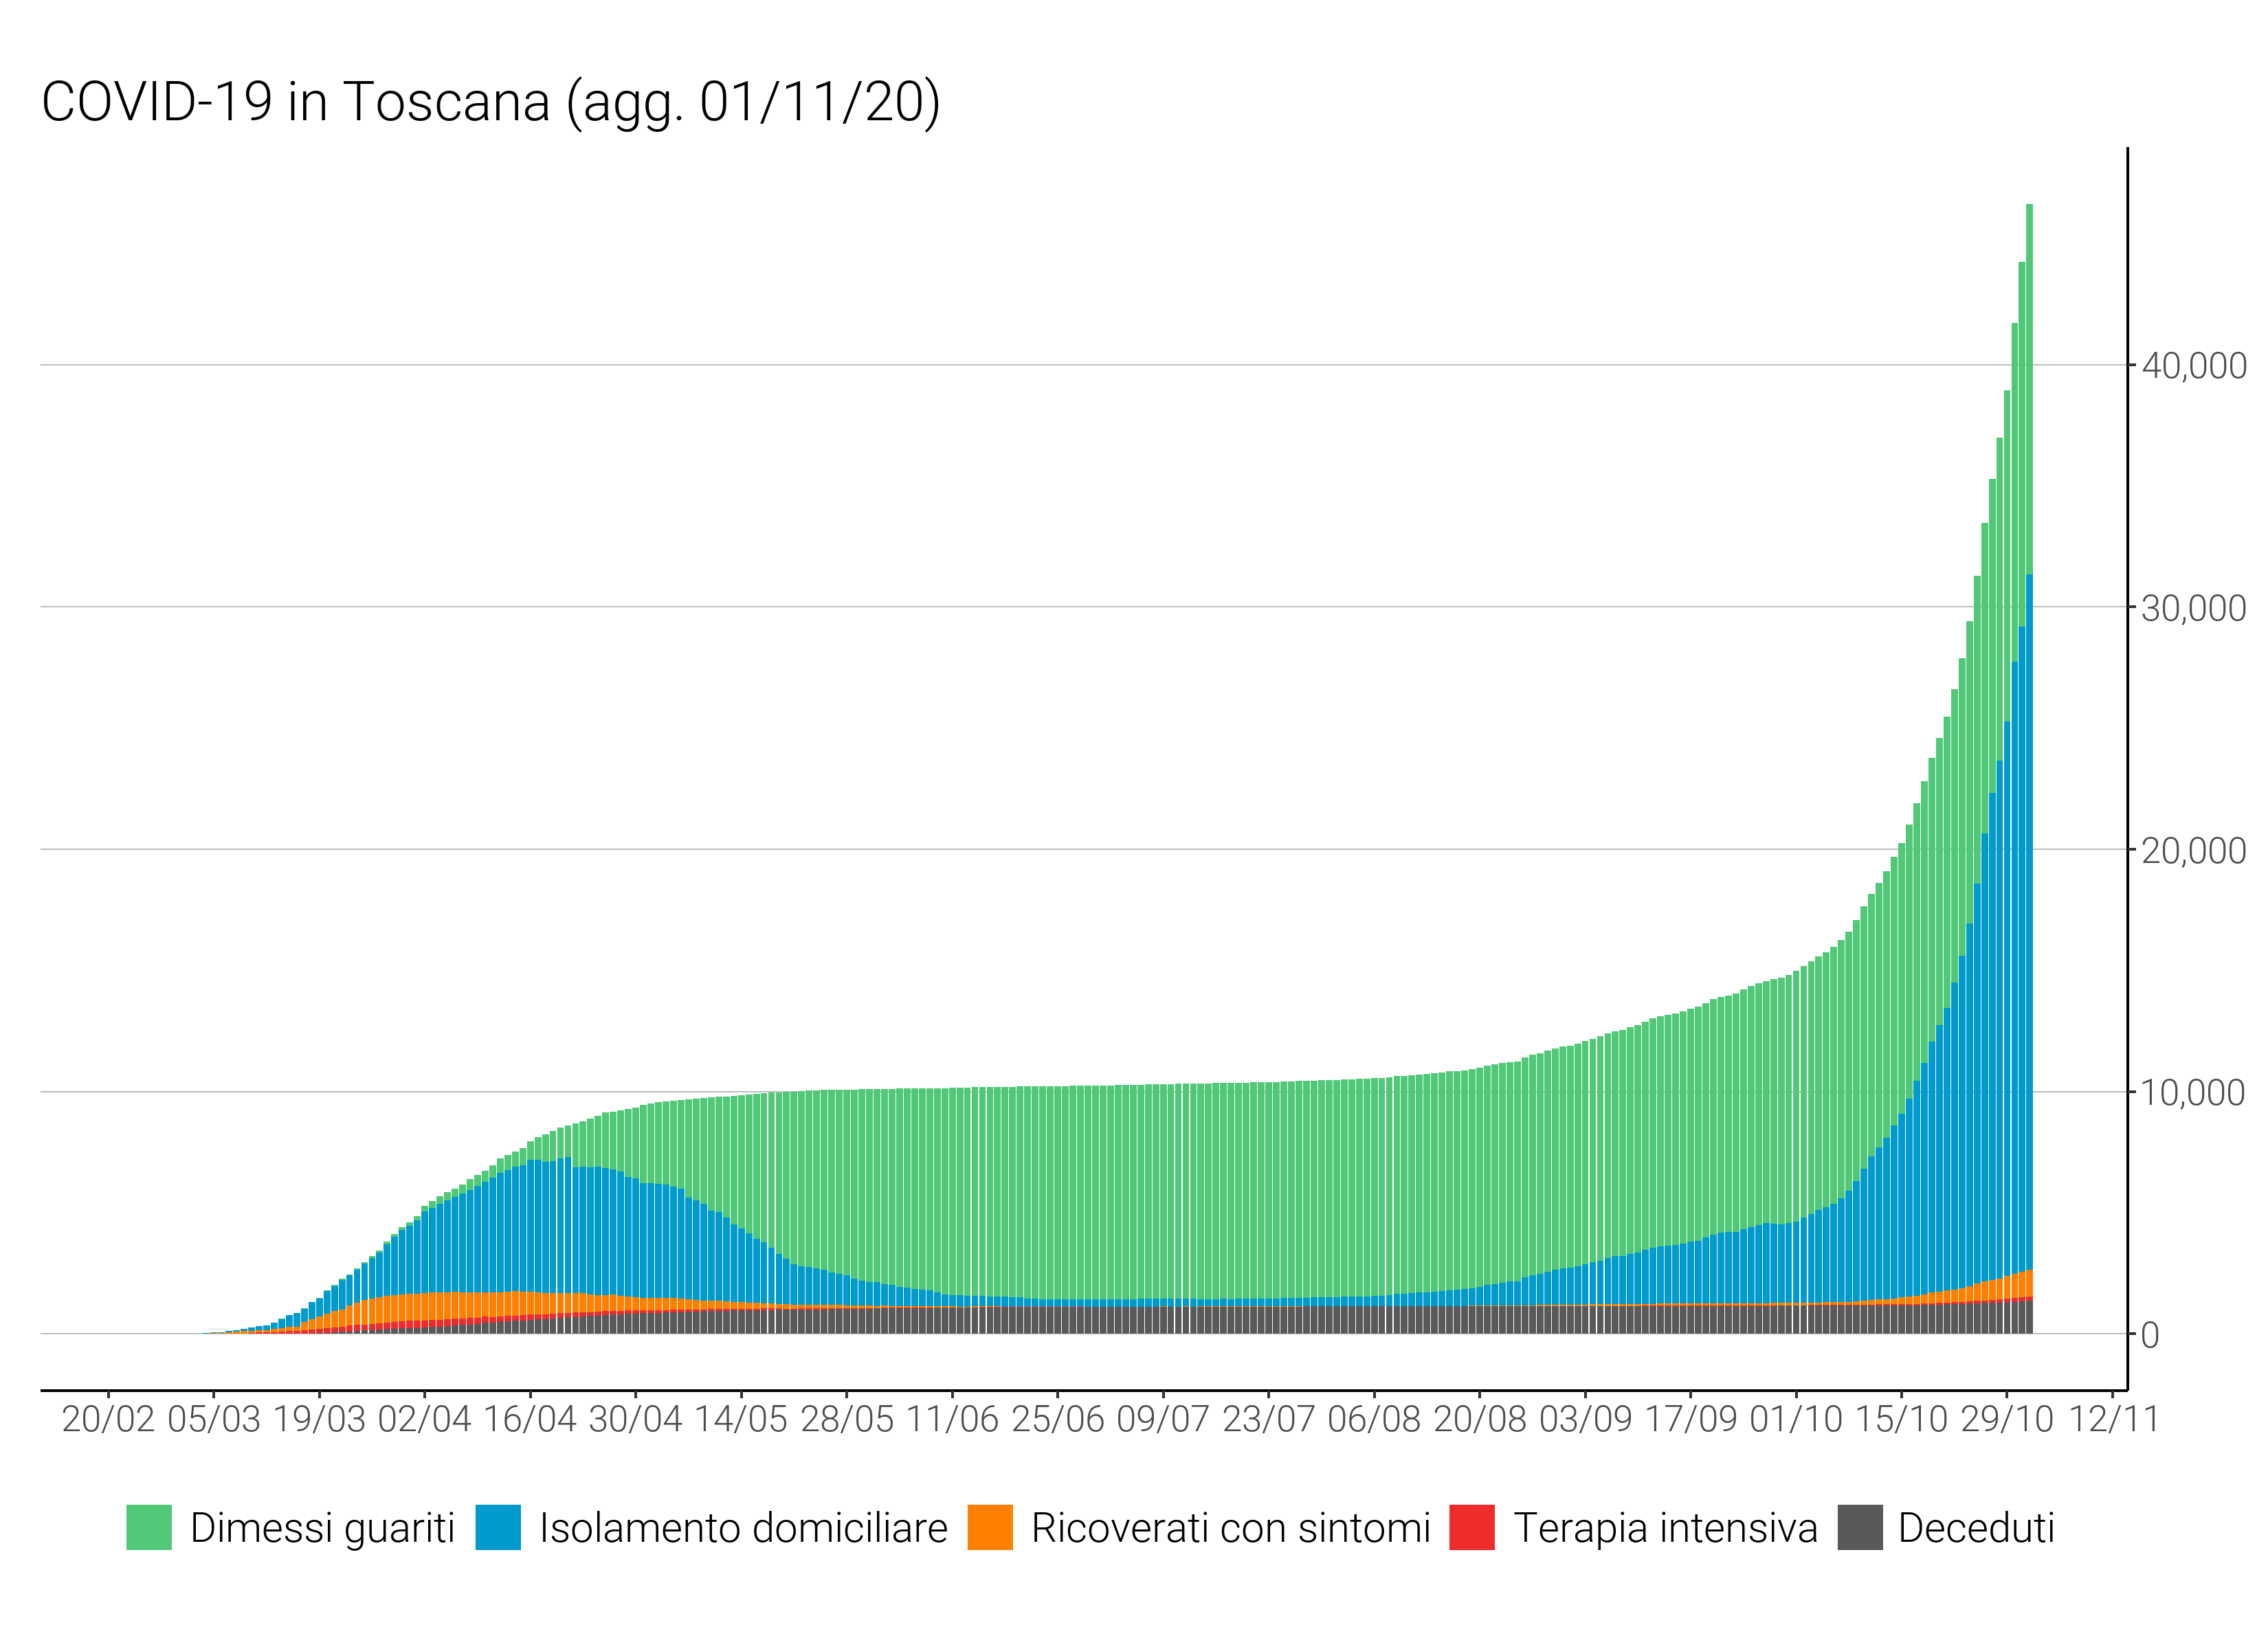 COVID-19 in Toscana (agg. 01/11/20)
40,000
30,000
20,000
10,000
0
20/02 05/03 19/03 02/04 16/04 30/04 14/05 28/05 11/06 25/06 09/07 23/07 06/08 20/08 03/09 17/09 01/10 15/10 29/10 12/11
Dimessi guariti Isolamento domiciliare Ricoverati con sintomi Terapia intensiva Deceduti